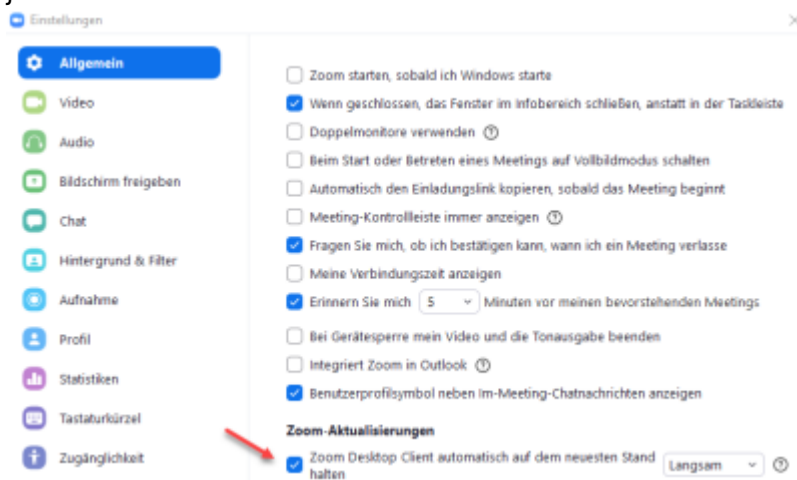 Einstellungen
Allgemein
Video
Audio
Bildschirm freigeben
Chat
Hintergrund & Filter
Aufnahme
Profil
Statistiken
Tastaturkürzel
Zugänglichkeit
Zoom starten, sobald ich Windows starte
Wenn geschlossen, das Fenster im Infobereich schließen, anstatt in der Taskleiste
Doppelmonitore verwenden
Beim Start oder Betreten eines Meetings auf Vollbildmodus schalten
Automatisch den Einladungslink kopieren, sobald das Meeting beginnt
Meeting-Kontrollleiste immer anzeigen
Fragen Sie mich, ob ich bestätigen kann, wann ich ein Meeting verlasse
Meine Verbindungszeit anzeigen
Erinnern Sie mich 5 Minuten vor meinen bevorstehenden Meetings
Bei Gerätesperre mein Video und die Tonausgabe beenden
Integriert Zoom in Outlook
Benutzerprofilsymbol neben Im-Meeting-Chatnachrichten anzeigen
Zoom-Aktualisierungen
Zoom Desktop Client automatisch auf dem neuesten Stand
halten
Langsam